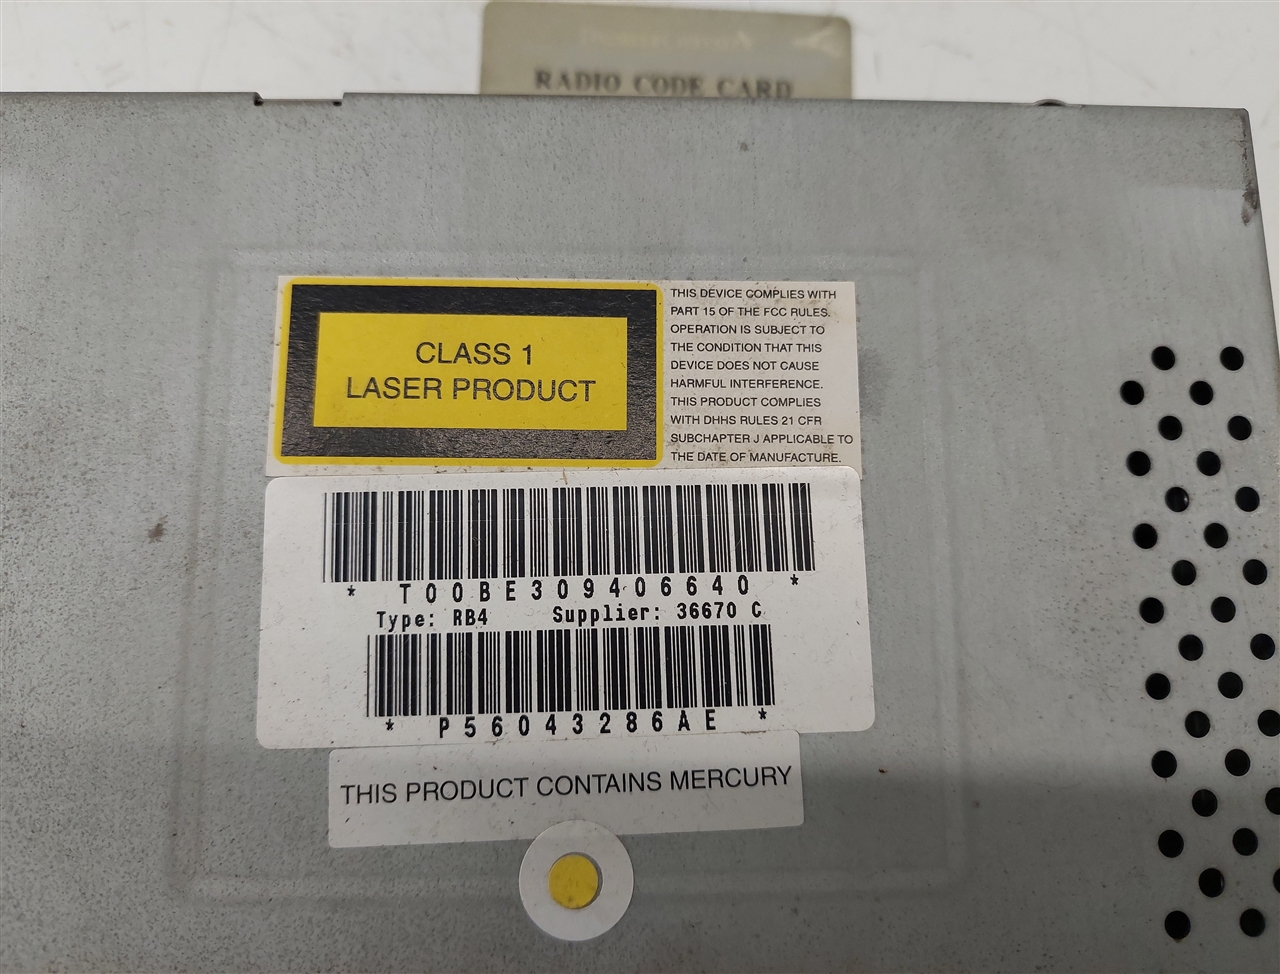 RADIO CODE CARD
CLASS 1
LASER PRODUCT
THIS DEVICE COMPLIES WITH
PART 15 OF THE FCC RULES.
OPERATION IS SUBJECT TO
THE CONDITION THAT THIS
DEVICE DOES NOT CAUSE
HARMFUL INTERFERENCE.
THIS PRODUCT COMPLIES
WITH DHHS RULES 21 CFR
SUBCHAPTER J APPLICABLE TO
THE DATE OF MANUFACTURE.
* T00BE309406640 *
Type: RB4 Supplier: 36670 C
* P56043286AE *
THIS PRODUCT CONTAINS MERCURY